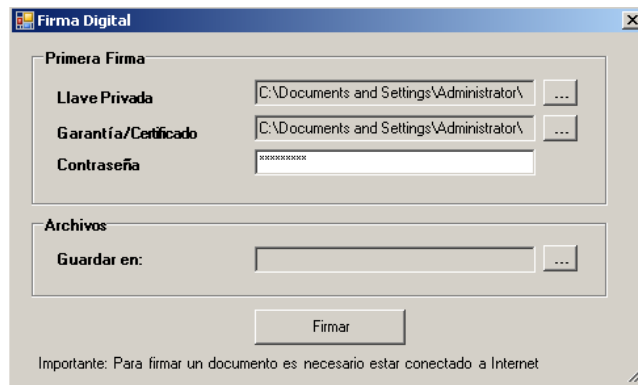 Firma Digital
Primera Firma
Llave Privada C:\Documents and Settings\Administrator\ ...
Garantía/Certificado C:\Documents and Settings\Administrator\ ...
Contraseña *********
Archivos
Guardar en: ...
Firmar
Importante: Para firmar un documento es necesario estar conectado a Internet